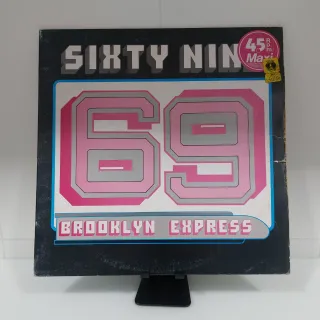 SIXTY NIN
45
R.P.M.
Maxi
69
BROOKLYN EXPRESS